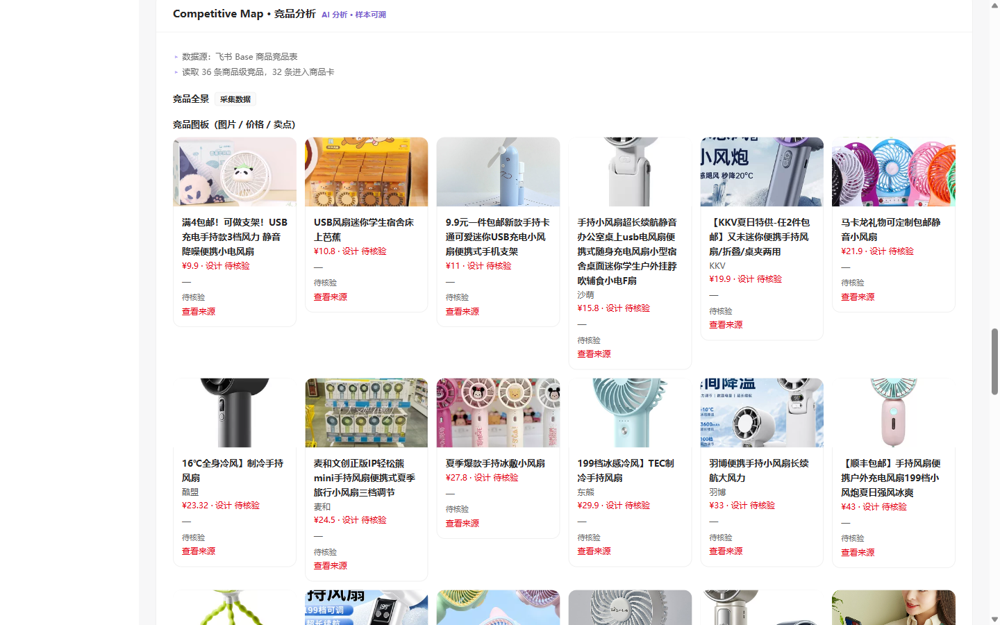 Competitive Map • 竞品分析 AI 分析 • 样本可溯
数据源：飞书 Base 商品竞品表
读取 36 条商品级竞品，32 条进入商品卡
竞品全景 采集数据
竞品图板（图片 / 价格 / 卖点）
满4包邮！可做支架！USB
充电手持款3档风力 静音
降噪便携小电风扇
¥9.9 · 设计 待核验
—
待核验
查看来源
USB风扇迷你学生宿舍床
上芭蕉
¥10.8 · 设计 待核验
—
待核验
查看来源
9.9元一件包邮新款手持卡
通可爱迷你USB充电小风
扇便携式手机支架
¥11 · 设计 待核验
—
待核验
查看来源
手持小风扇超长续航静音
办公室桌上usb电风扇便
携式随身充电风扇小型宿
舍桌面迷你学生户外挂脖
吹辅食小电F扇
沙萌
¥15.8 · 设计 待核验
—
待核验
查看来源
小风炮
感飓风 秒降20°C
【KKV夏日特供-任2件包
邮】又未迷你便携手持风
扇/折叠/桌夹两用
KKV
¥19.9 · 设计 待核验
—
待核验
查看来源
马卡龙礼物可定制包邮静
音小风扇
¥21.9 · 设计 待核验
—
待核验
查看来源
16℃全身冷风】制冷手持
风扇
酷盟
¥23.32 · 设计 待核验
—
待核验
查看来源
麦和文创正版IP轻松熊
mini手持风扇便携式夏季
旅行小风扇三档调节
麦和
¥24.5 · 设计 待核验
—
待核验
查看来源
夏季爆款手持冰敷小风扇
¥27.8 · 设计 待核验
—
待核验
查看来源
199档冰感冷风】TEC制
冷手持风扇
东熊
¥29.9 · 设计 待核验
—
待核验
查看来源
间降温
-10°C
3600mAh
100档
羽博便携手持小风扇长续
航大风力
羽博
¥33 · 设计 待核验
—
待核验
查看来源
【顺丰包邮】手持风扇便
携户外充电风扇199档小
风炮夏日强风冰爽
¥43 · 设计 待核验
—
待核验
查看来源
持风扇
199档可调
超长续航
199